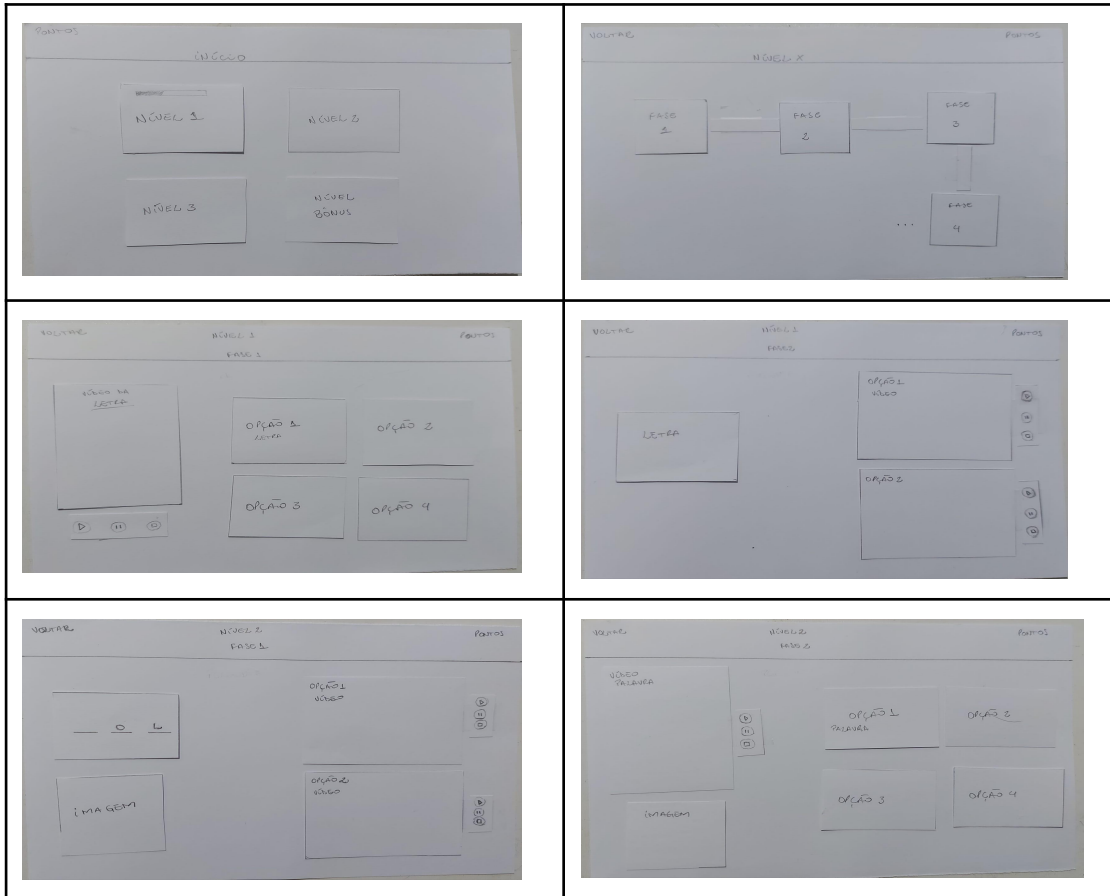 PONTOS
INÍCIO
NÍVEL 1
NÍVEL 2
NÍVEL 3
NÍVEL
BÔNUS
VOLTAR
PONTOS
NÍVEL X
FASE
1
FASE
2
FASE
3
FASE
4
...
VOLTAR
NÍVEL 1
PONTOS
FASE 1
VÍDEO DA
LETRA
OPÇÃO 1
LETRA
OPÇÃO 2
OPÇÃO 3
OPÇÃO 4
VOLTAR
NÍVEL 1
PONTOS
FASE 2
LETRA
OPÇÃO 1
VÍDEO
OPÇÃO 2
VOLTAR
NÍVEL 2
PONTOS
FASE 1
_ O L
IMAGEM
OPÇÃO 1
VÍDEO
OPÇÃO 2
VÍDEO
VOLTAR
NÍVEL 2
PONTOS
FASE 2
VÍDEO
PALAVRA
IMAGEM
OPÇÃO 1
PALAVRA
OPÇÃO 2
OPÇÃO 3
OPÇÃO 4